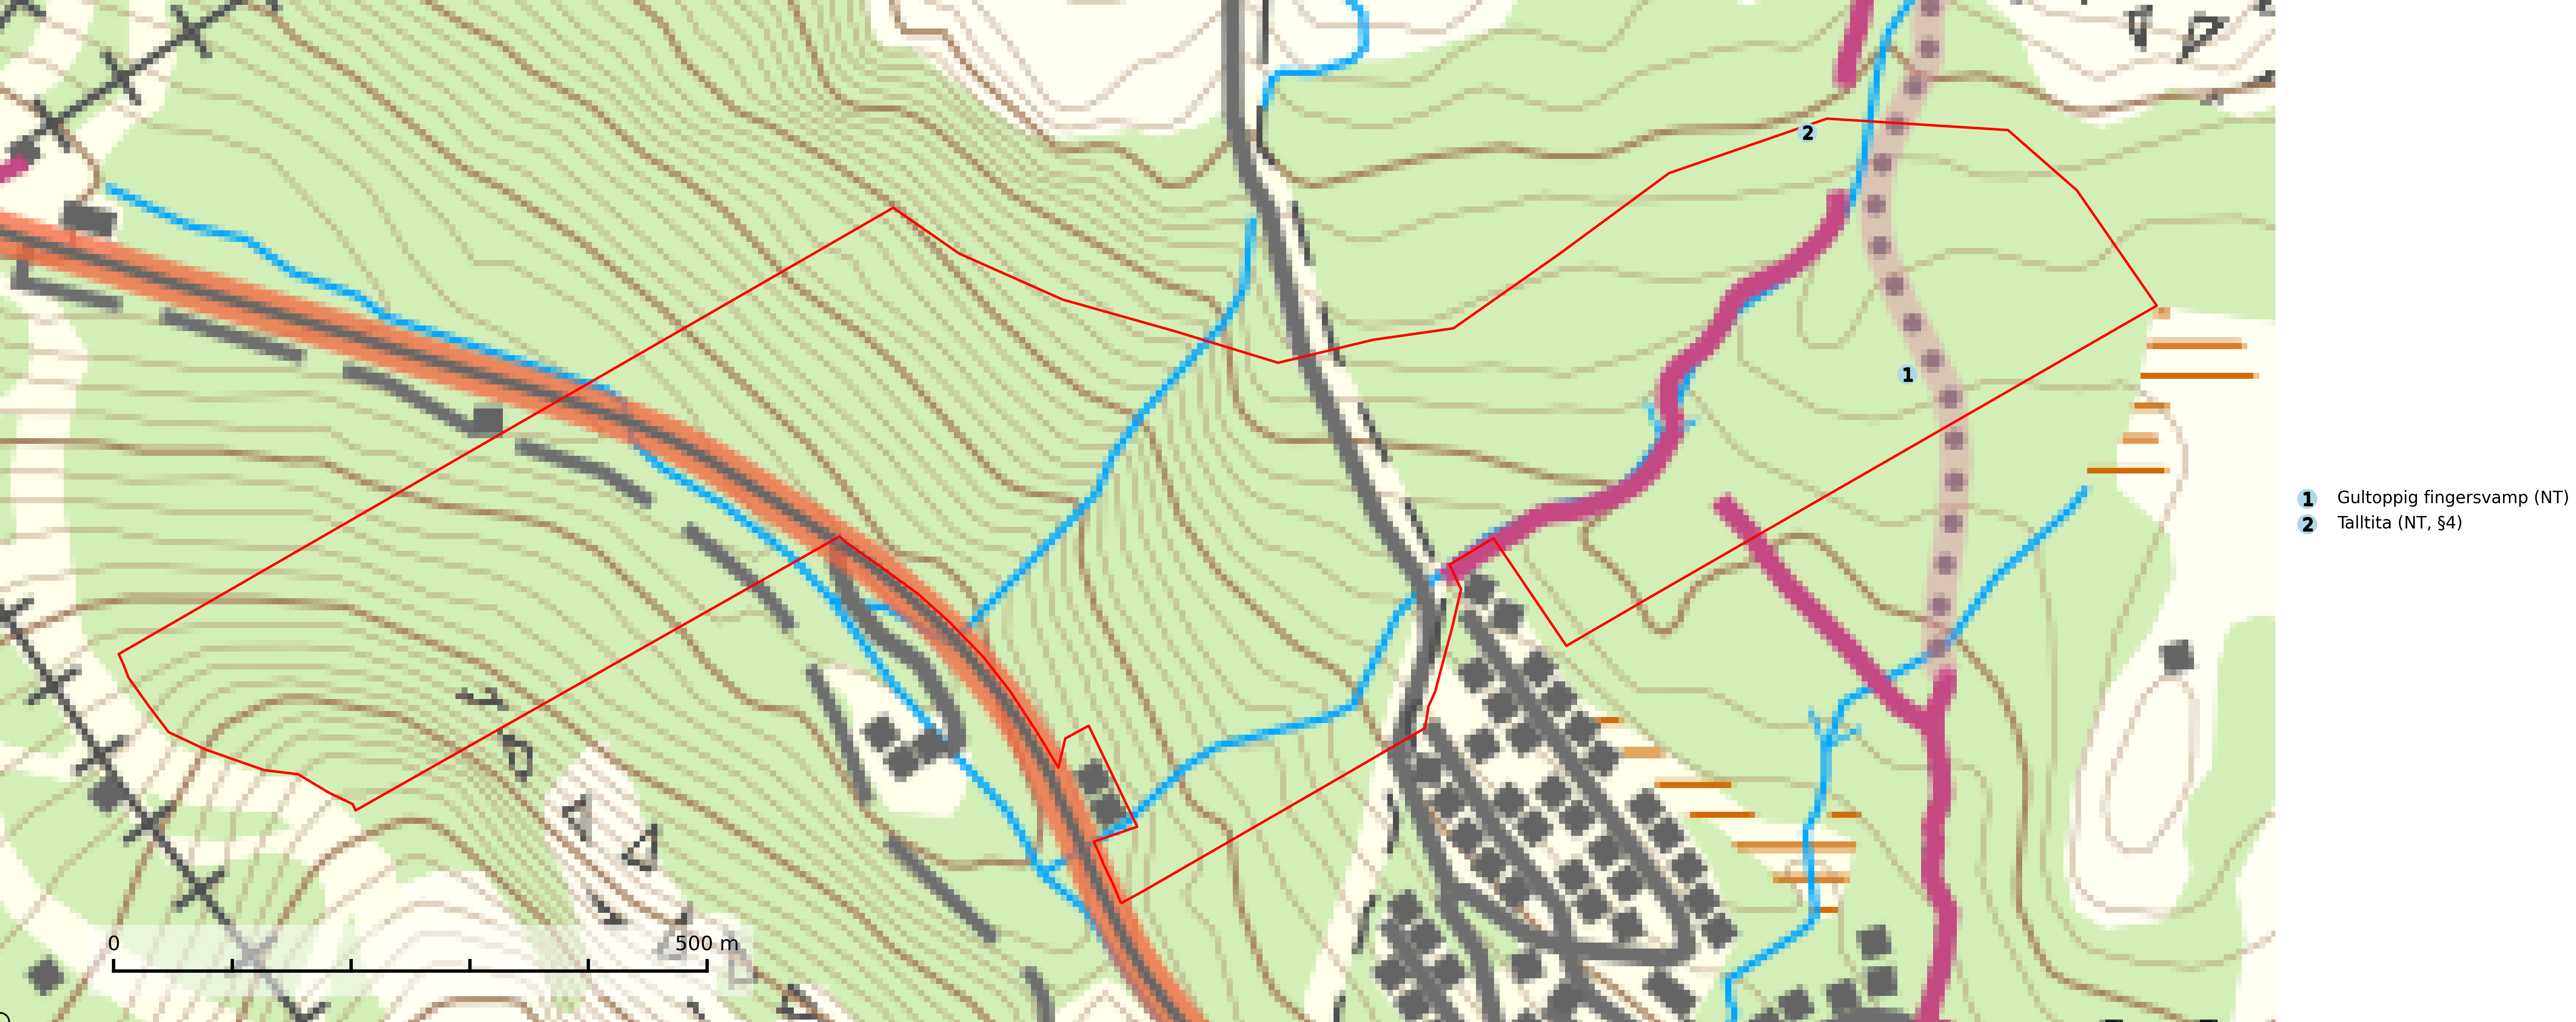 2
1
1 Gultoppig fingersvamp (NT)
2 Talltita (NT, §4)
0 500 m